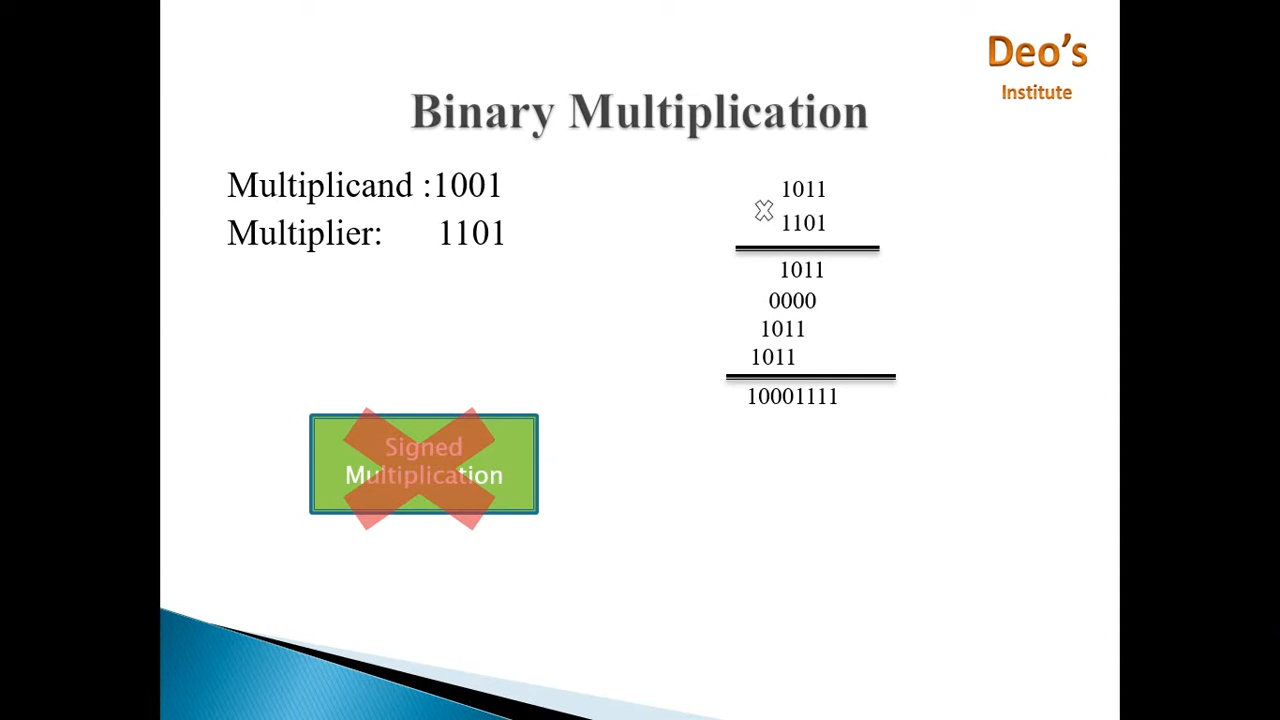 Deo's
Institute
Binary Multiplication
Multiplicand :1001
Multiplier: 1101
1011
1101
1011
0000
1011
1011
10001111
Signed
Multiplication